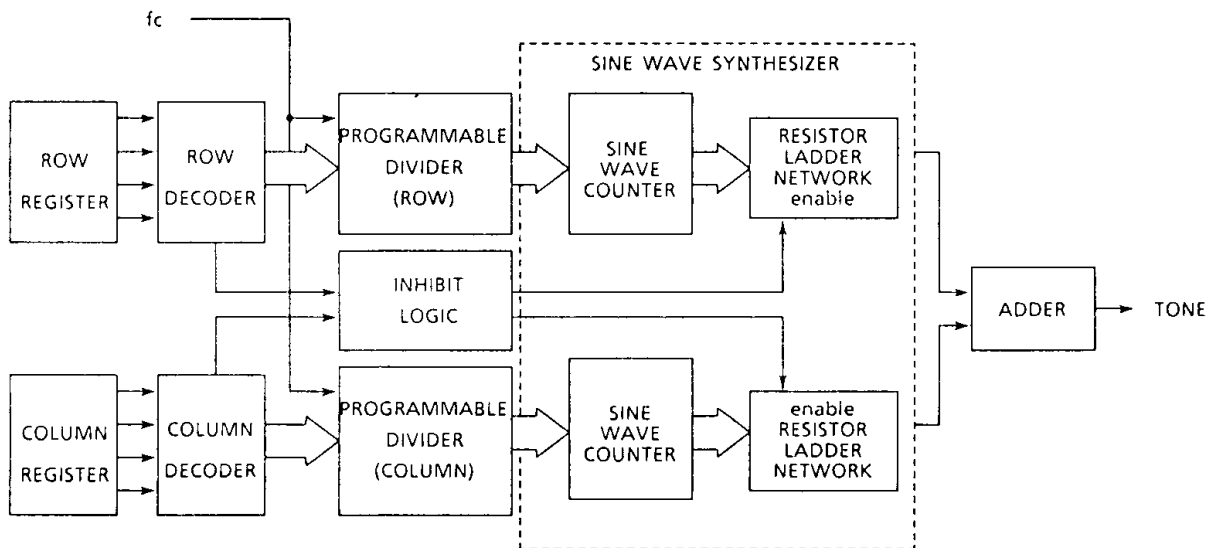 fc
SINE WAVE SYNTHESIZER
ROW
REGISTER
ROW
DECODER
PROGRAMMABLE
DIVIDER
(ROW)
SINE
WAVE
COUNTER
RESISTOR
LADDER
NETWORK
enable
INHIBIT
LOGIC
ADDER
TONE
COLUMN
REGISTER
COLUMN
DECODER
PROGRAMMABLE
DIVIDER
(COLUMN)
SINE
WAVE
COUNTER
enable
RESISTOR
LADDER
NETWORK